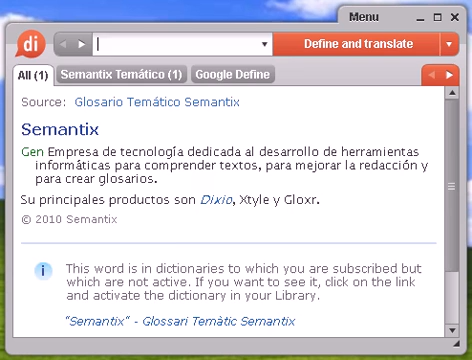 Menu
di
Define and translate
All (1) Semantix Temático (1) Google Define
Source: Glosario Temático Semantix
Semantix
Gen Empresa de tecnología dedicada al desarrollo de herramientas
informáticas para comprender textos, para mejorar la redacción y
para crear glosarios.
Su principales productos son Dixio, Xtyle y Gloxr.
© 2010 Semantix
i
This word is in dictionaries to which you are subscribed but
which are not active. If you want to see it, click on the link
and activate the dictionary in your Library.
"Semantix" - Glossari Temàtic Semantix